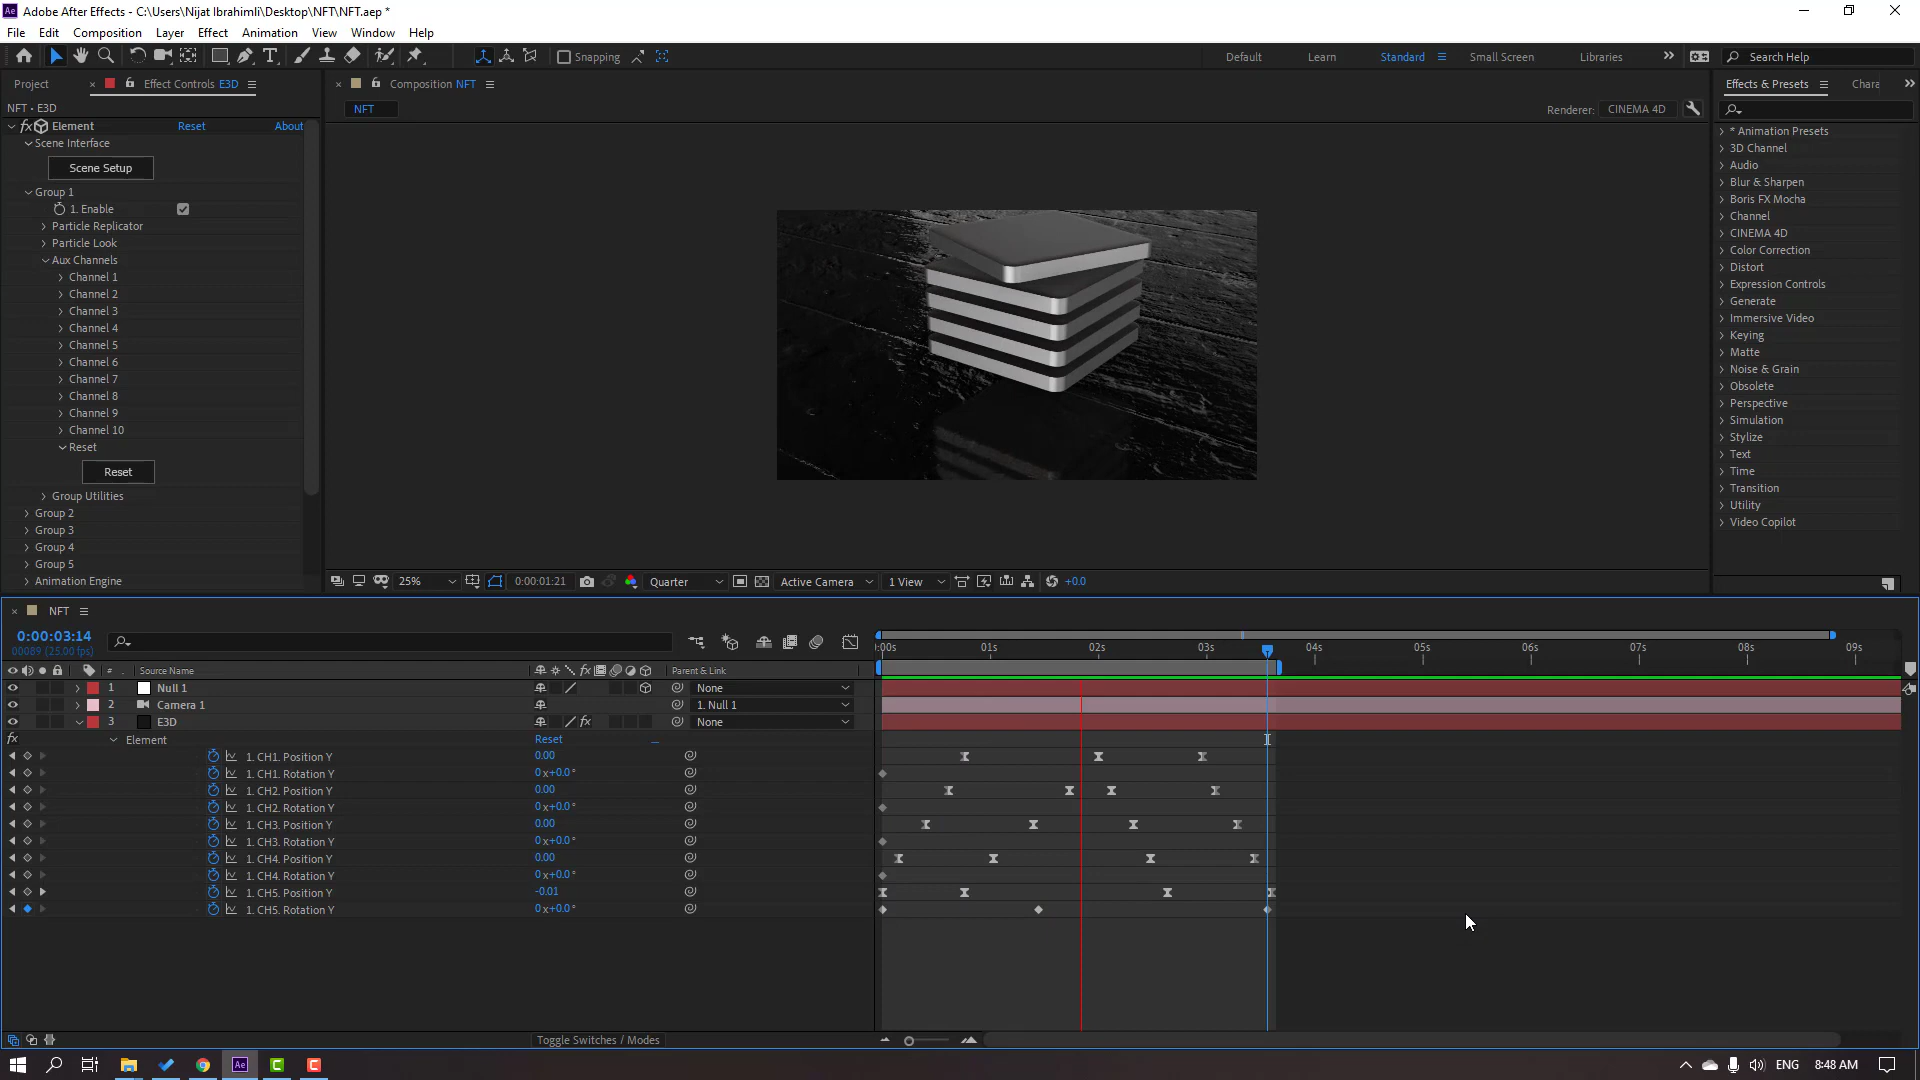 Adobe After Effects - C:\Users\Nijat Ibrahimli\Desktop\NFT\NFT.aep *
File Edit Composition Layer Effect Animation View Window Help
Snapping Default Learn Standard Small Screen Libraries Search Help
Project Effect Controls E3D
NFT • E3D
Element Reset About
Scene Interface
Scene Setup
Group 1
1. Enable
Particle Replicator
Particle Look
Aux Channels
Channel 1
Channel 2
Channel 3
Channel 4
Channel 5
Channel 6
Channel 7
Channel 8
Channel 9
Channel 10
Reset
Reset
Group Utilities
Group 2
Group 3
Group 4
Group 5
Animation Engine
Composition NFT
NFT
Renderer: CINEMA 4D
25% 0:00:01:21 Quarter Active Camera 1 View +0.0
Effects & Presets Chara
* Animation Presets
3D Channel
Audio
Blur & Sharpen
Boris FX Mocha
Channel
CINEMA 4D
Color Correction
Distort
Expression Controls
Generate
Immersive Video
Keying
Matte
Noise & Grain
Obsolete
Perspective
Simulation
Stylize
Text
Time
Transition
Utility
Video Copilot
NFT
0:00:03:14
00089 (25.00 fps)
:00s 01s 02s 03s 04s 05s 06s 07s 08s 09s
# Source Name fx Parent & Link
1 Null 1 None
2 Camera 1 1. Null 1
3 E3D fx None
fx Element Reset
1. CH1. Position Y 0.00
1. CH1. Rotation Y 0x+0.0°
1. CH2. Position Y 0.00
1. CH2. Rotation Y 0x+0.0°
1. CH3. Position Y 0.00
1. CH3. Rotation Y 0x+0.0°
1. CH4. Position Y 0.00
1. CH4. Rotation Y 0x+0.0°
1. CH5. Position Y -0.01
1. CH5. Rotation Y 0x+0.0°
Toggle Switches / Modes
ENG 8:48 AM